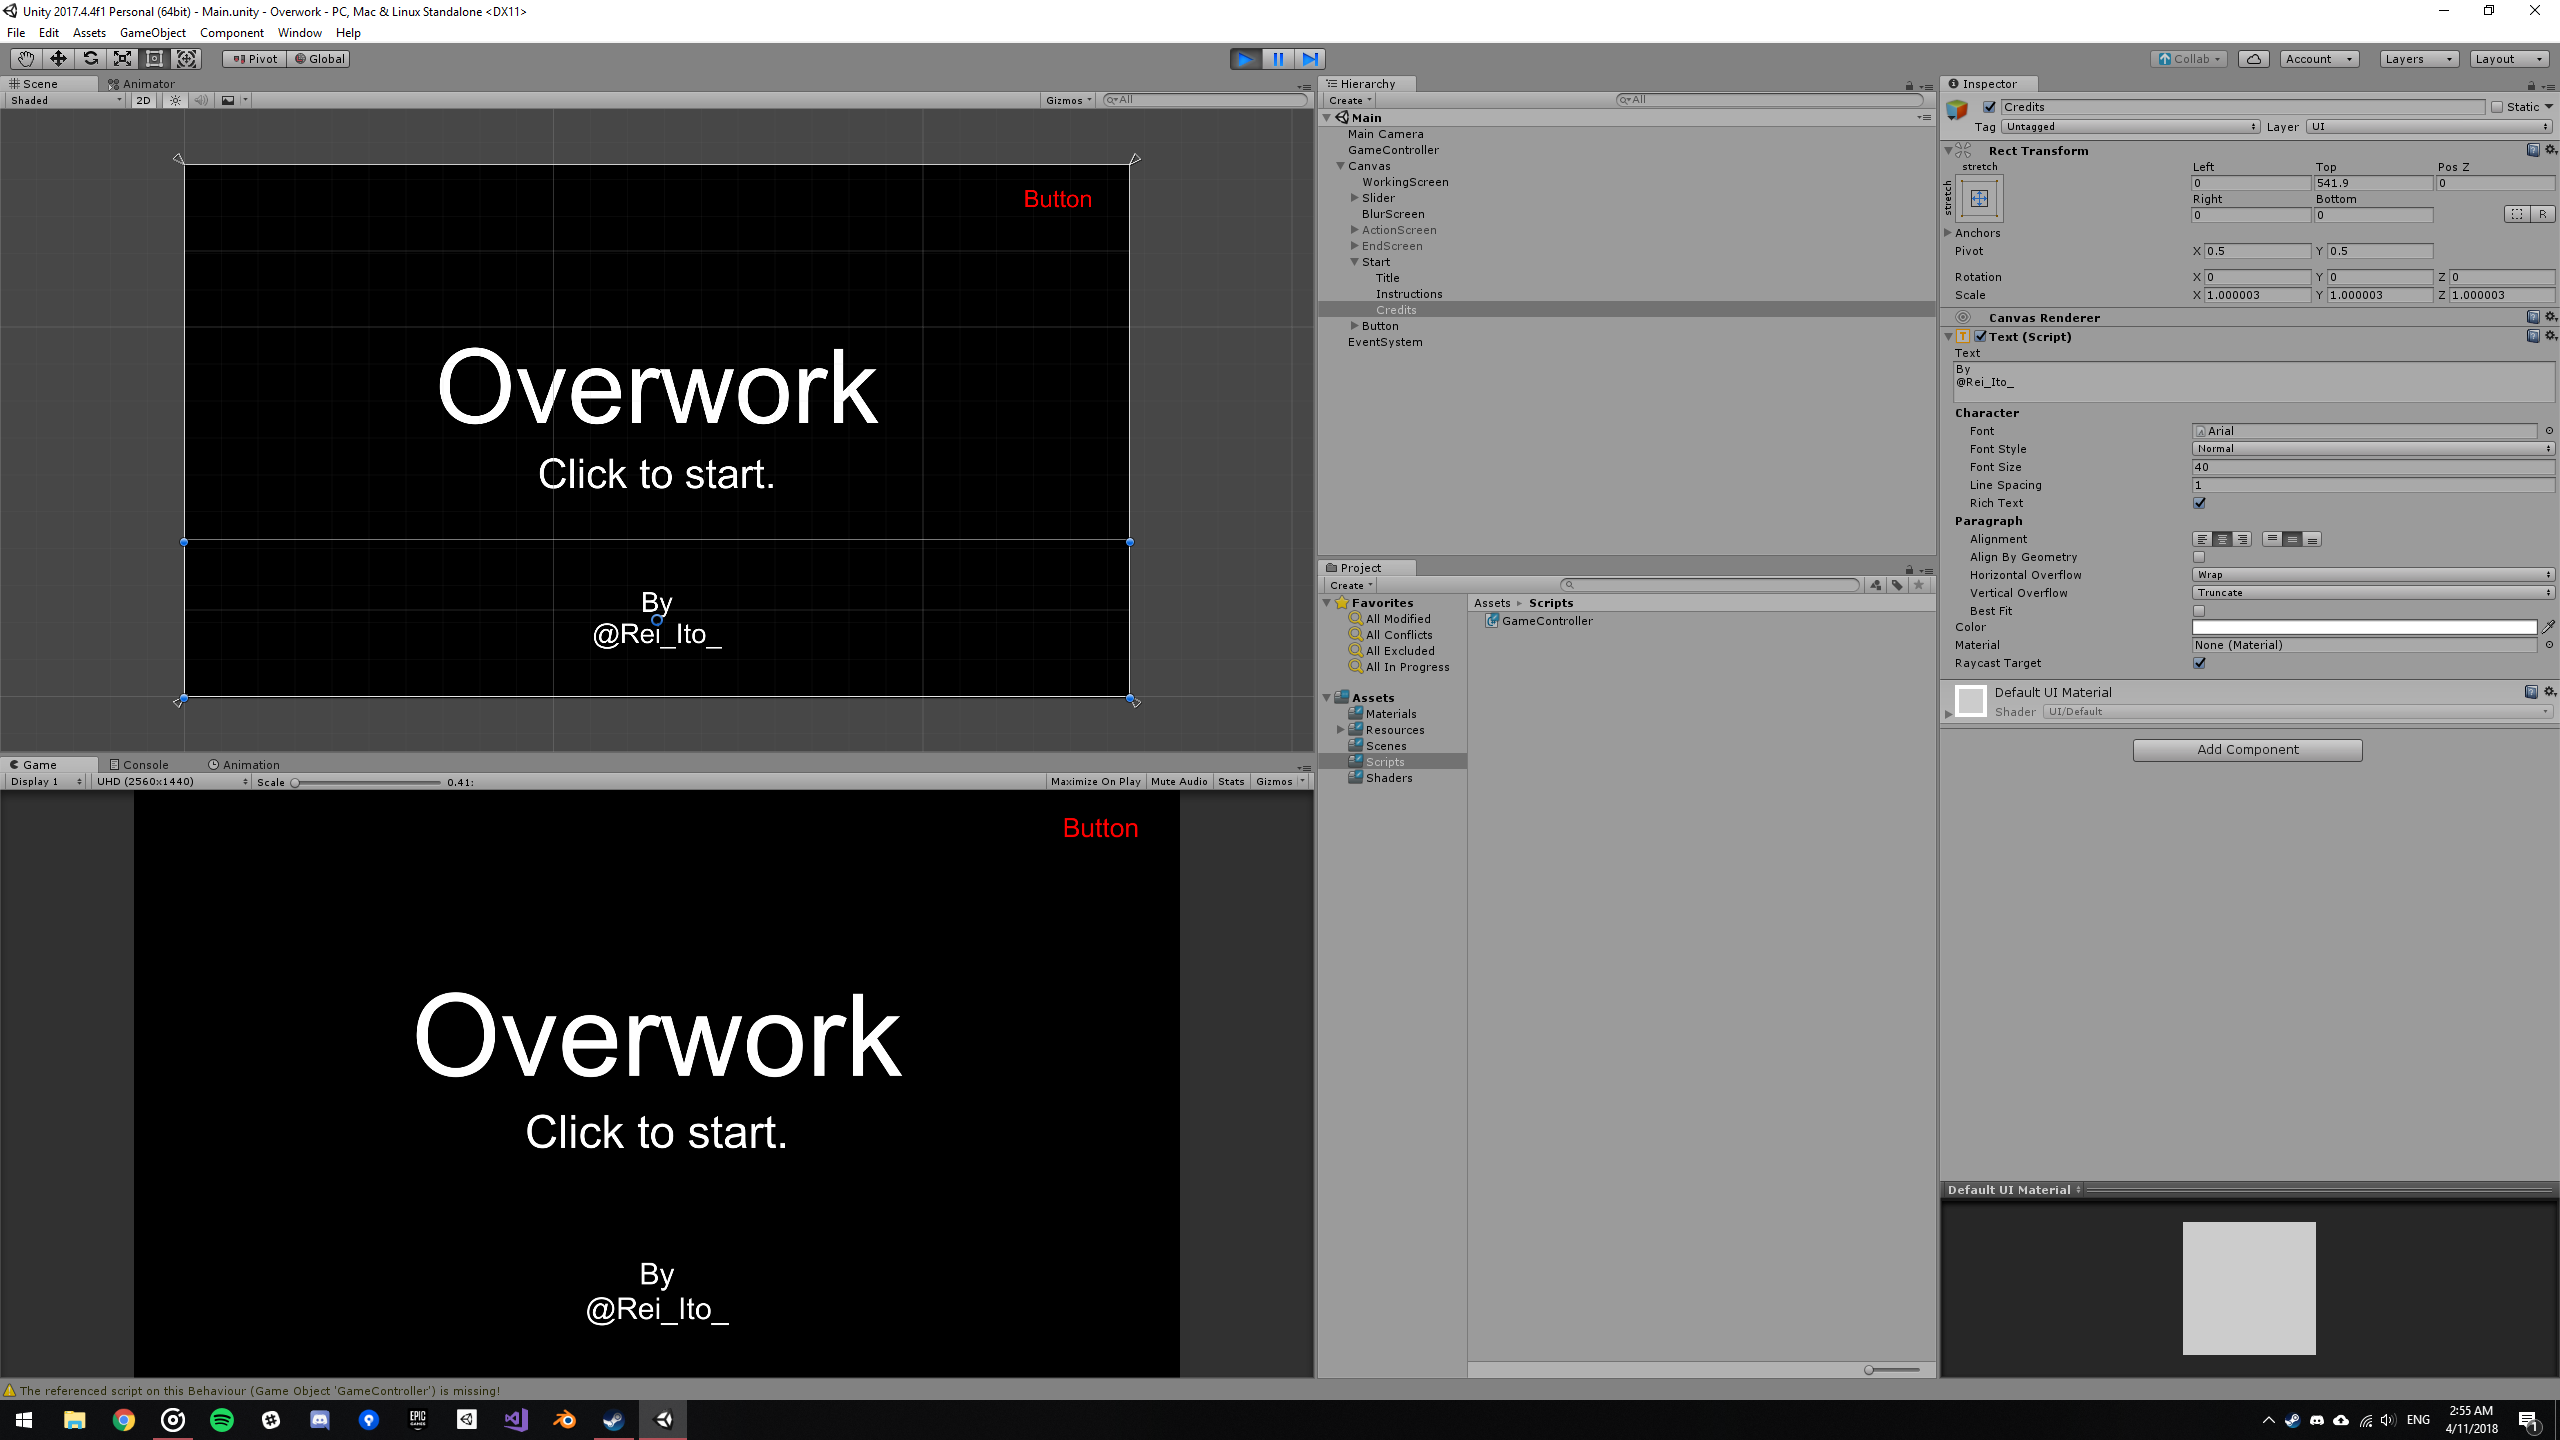 Unity 2017.4.4f1 Personal (64bit) - Main.unity - Overwork - PC, Mac & Linux Standalone <DX11>
File Edit Assets GameObject Component Window Help
Pivot Global Collab Account Layers Layout
Scene Animator
Shaded 2D Gizmos All
Button
Overwork
Click to start.
By
@Rei_Ito_
Game Console Animation
Display 1 UHD (2560x1440) Scale 0.41: Maximize On Play Mute Audio Stats Gizmos
Button
Overwork
Click to start.
By
@Rei_Ito_
The referenced script on this Behaviour (Game Object 'GameController') is missing!
Hierarchy
Create All
Main
Main Camera
GameController
Canvas
WorkingScreen
Slider
BlurScreen
ActionScreen
EndScreen
Start
Title
Instructions
Credits
Button
EventSystem
Project
Create
Favorites
All Modified
All Conflicts
All Excluded
All In Progress
Assets
Materials
Resources
Scenes
Scripts
Shaders
Assets Scripts
GameController
Inspector
Credits Static
Tag Untagged Layer UI
Rect Transform
stretch
stretch
Left Top Pos Z
0 541.9 0
Right Bottom
0 0 R
Anchors
Pivot X 0.5 Y 0.5
Rotation X 0 Y 0 Z 0
Scale X 1.000003 Y 1.000003 Z 1.000003
Canvas Renderer
Text (Script)
Text
By
@Rei_Ito_
Character
Font Arial
Font Style Normal
Font Size 40
Line Spacing 1
Rich Text
Paragraph
Alignment
Align By Geometry
Horizontal Overflow Wrap
Vertical Overflow Truncate
Best Fit
Color
Material None (Material)
Raycast Target
Default UI Material
Shader UI/Default
Add Component
Default UI Material
EPIC GAMES
ENG
2:55 AM
4/11/2018
1